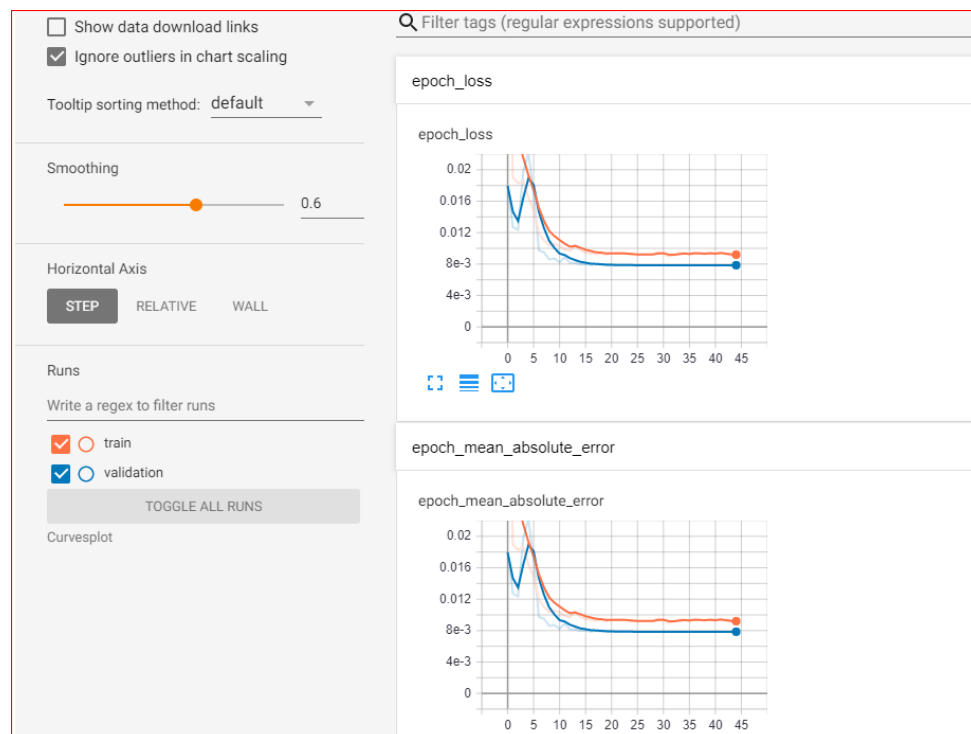 Show data download links
Ignore outliers in chart scaling
Tooltip sorting method: default
Smoothing
0.6
Horizontal Axis
STEP RELATIVE WALL
Runs
Write a regex to filter runs
train
validation
TOGGLE ALL RUNS
Curvesplot
Filter tags (regular expressions supported)
epoch_loss
epoch_loss
0.02
0.016
0.012
8e-3
4e-3
0
0 5 10 15 20 25 30 35 40 45
epoch_mean_absolute_error
epoch_mean_absolute_error
0.02
0.016
0.012
8e-3
4e-3
0
0 5 10 15 20 25 30 35 40 45